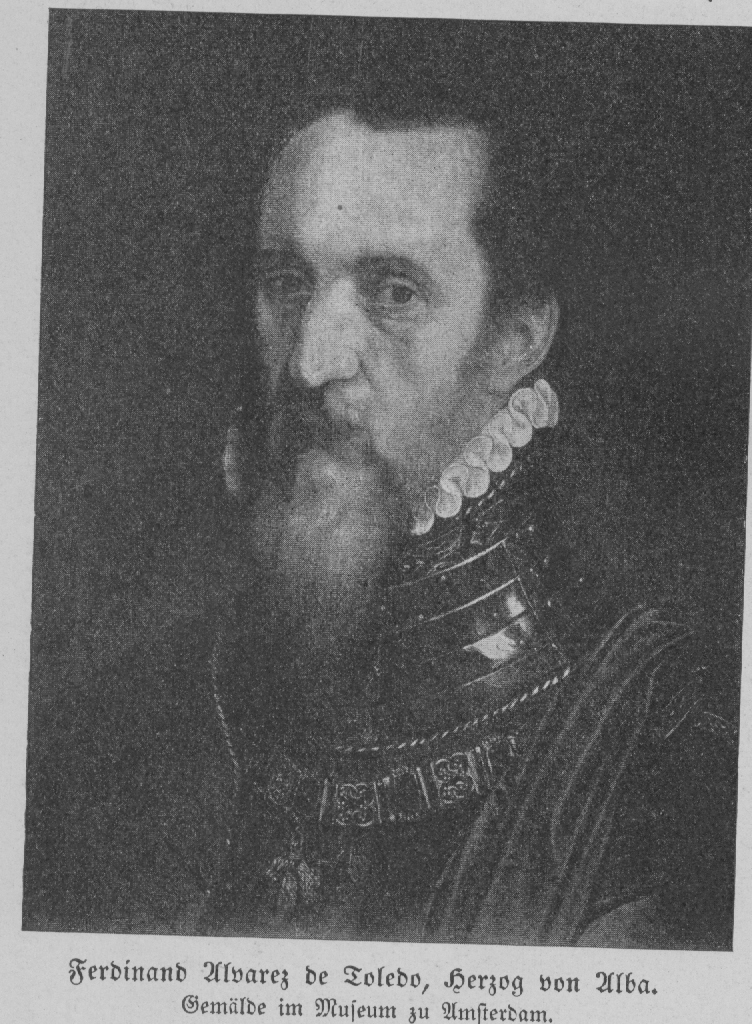 Ferdinand Alvarez de Toledo, Herzog von Alba.
Gemälde im Museum zu Amsterdam.